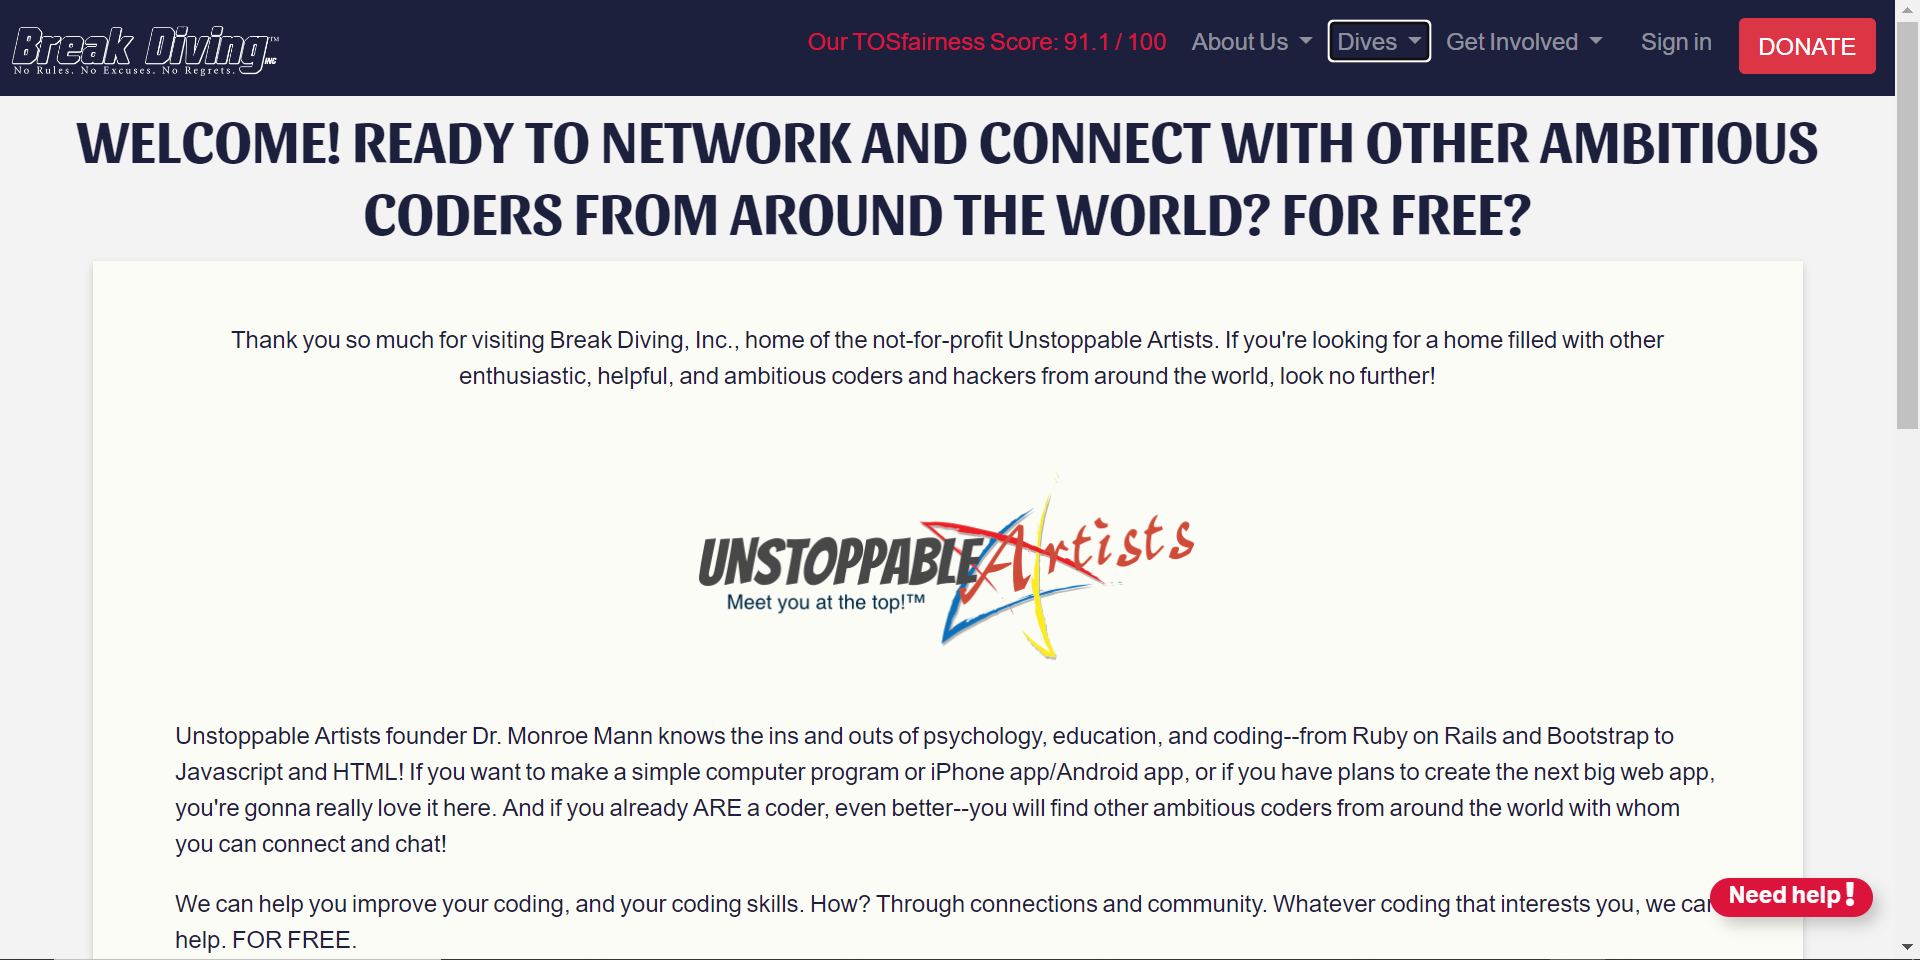 Break Diving™ INC
No Rules. No Excuses. No Regrets.
Our TOSfairness Score: 91.1 / 100
About Us
Dives
Get Involved
Sign in
DONATE
WELCOME! READY TO NETWORK AND CONNECT WITH OTHER AMBITIOUS
CODERS FROM AROUND THE WORLD? FOR FREE?
Thank you so much for visiting Break Diving, Inc., home of the not-for-profit Unstoppable Artists. If you're looking for a home filled with other
enthusiastic, helpful, and ambitious coders and hackers from around the world, look no further!
UNSTOPPABLE Artists
Meet you at the top!™
Unstoppable Artists founder Dr. Monroe Mann knows the ins and outs of psychology, education, and coding--from Ruby on Rails and Bootstrap to
Javascript and HTML! If you want to make a simple computer program or iPhone app/Android app, or if you have plans to create the next big web app,
you're gonna really love it here. And if you already ARE a coder, even better--you will find other ambitious coders from around the world with whom
you can connect and chat!
We can help you improve your coding, and your coding skills. How? Through connections and community. Whatever coding that interests you, we can
help. FOR FREE.
Need help!